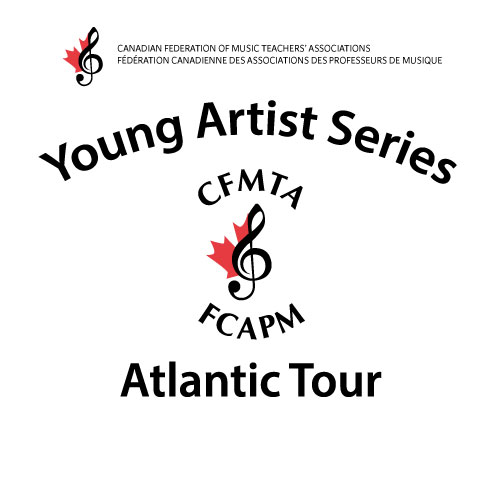 CANADIAN FEDERATION OF MUSIC TEACHERS' ASSOCIATIONS
FÉDÉRATION CANADIENNE DES ASSOCIATIONS DES PROFESSEURS DE MUSIQUE
Young Artist Series
CFMTA
FCAPM
Atlantic Tour